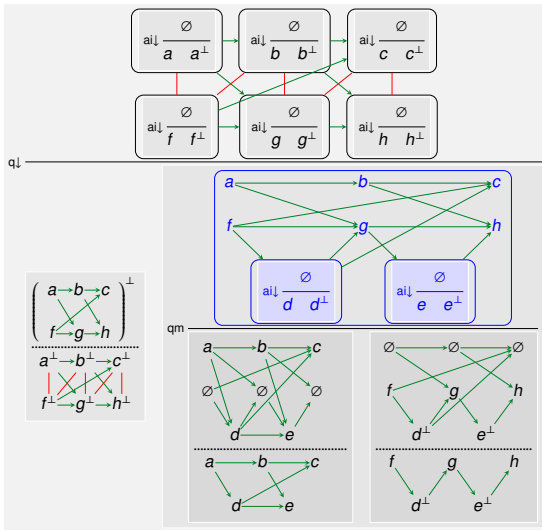 ∅ ∅ ∅
ai↓ ai↓ ai↓
a a⊥ b b⊥ c c⊥
∅ ∅ ∅
ai↓ ai↓ ai↓
f f⊥ g g⊥ h h⊥
q↓
a b c
f g h
∅ ∅
ai↓ ai↓
d d⊥ e e⊥
( a b c )⊥
f g h
a⊥ b⊥ c⊥
f⊥ g⊥ h⊥
qm
a b c
∅ ∅ ∅
d e
a b c
d e
∅ ∅ ∅
f g h
d⊥ e⊥
f g h
d⊥ e⊥